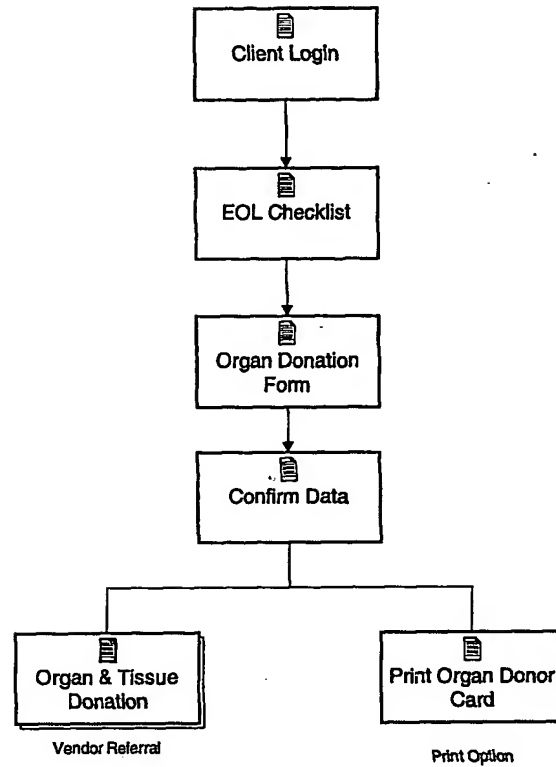 Client Login
EOL Checklist
Organ Donation
Form
Confirm Data
Organ & Tissue
Donation
Print Organ Donor
Card
Vendor Referral
Print Option